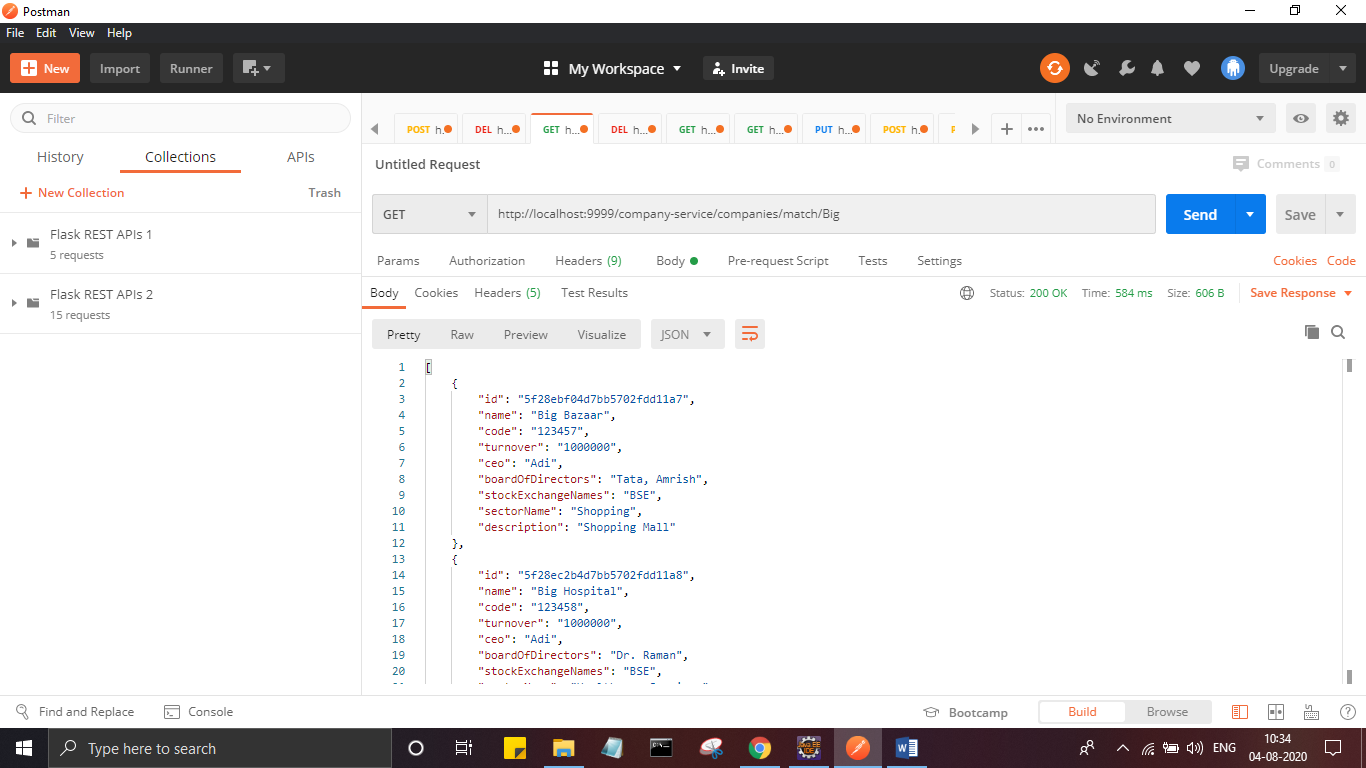 Postman
File Edit View Help
New Import Runner My Workspace Invite Upgrade
Filter
History Collections APIs
New Collection Trash
Flask REST APIs 1
5 requests
Flask REST APIs 2
15 requests
POST h... DEL h... GET h... DEL h... GET h... GET h... PUT h... POST h. No Environment
Untitled Request Comments 0
GET http://localhost:9999/company-service/companies/match/Big Send Save
Params Authorization Headers (9) Body Pre-request Script Tests Settings Cookies Code
Body Cookies Headers (5) Test Results Status: 200 OK Time: 584 ms Size: 606 B Save Response
Pretty Raw Preview Visualize JSON
1 [
2 {
3 "id": "5f28ebf04d7bb5702fdd11a7",
4 "name": "Big Bazaar",
5 "code": "123457",
6 "turnover": "1000000",
7 "ceo": "Adi",
8 "boardOfDirectors": "Tata, Amrish",
9 "stockExchangeNames": "BSE",
10 "sectorName": "Shopping",
11 "description": "Shopping Mall"
12 },
13 {
14 "id": "5f28ec2b4d7bb5702fdd11a8",
15 "name": "Big Hospital",
16 "code": "123458",
17 "turnover": "1000000",
18 "ceo": "Adi",
19 "boardOfDirectors": "Dr. Raman",
20 "stockExchangeNames": "BSE",
Find and Replace Console Bootcamp Build Browse
Type here to search ENG 10:34
04-08-2020